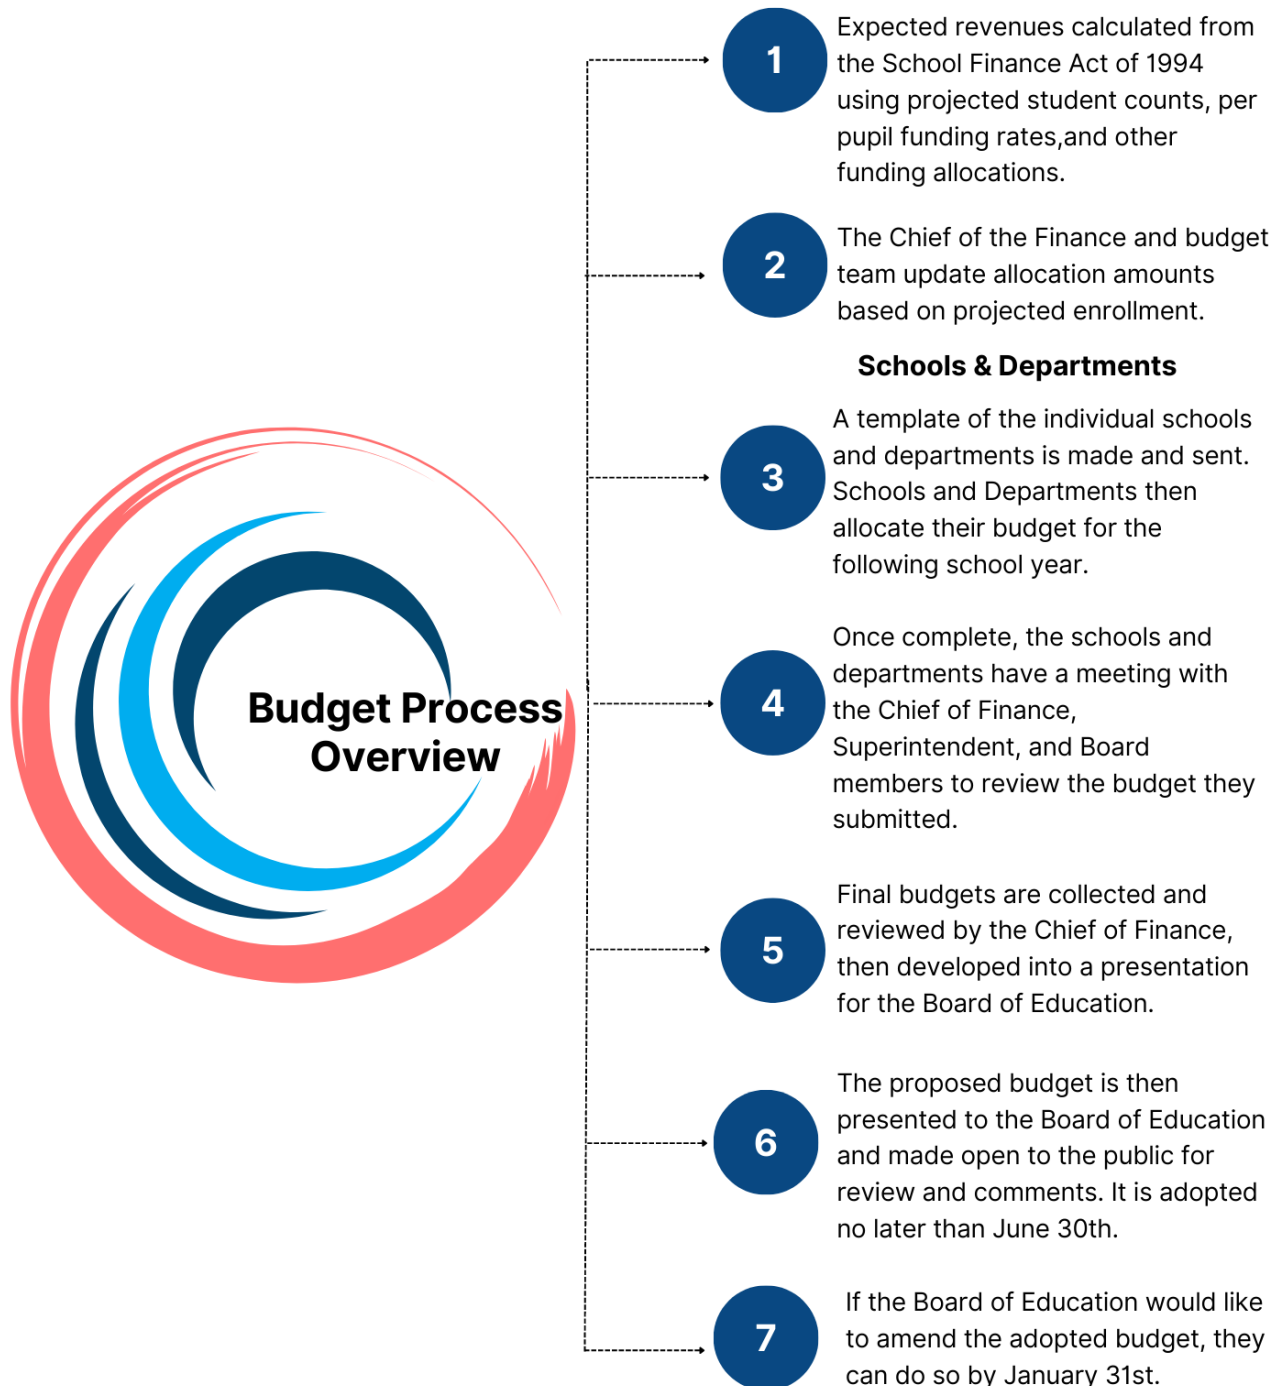 Budget Process
Overview
1
Expected revenues calculated from
the School Finance Act of 1994
using projected student counts, per
pupil funding rates,and other
funding allocations.
2
The Chief of the Finance and budget
team update allocation amounts
based on projected enrollment.
Schools & Departments
3
A template of the individual schools
and departments is made and sent.
Schools and Departments then
allocate their budget for the
following school year.
4
Once complete, the schools and
departments have a meeting with
the Chief of Finance,
Superintendent, and Board
members to review the budget they
submitted.
5
Final budgets are collected and
reviewed by the Chief of Finance,
then developed into a presentation
for the Board of Education.
6
The proposed budget is then
presented to the Board of Education
and made open to the public for
review and comments. It is adopted
no later than June 30th.
7
If the Board of Education would like
to amend the adopted budget, they
can do so by January 31st.